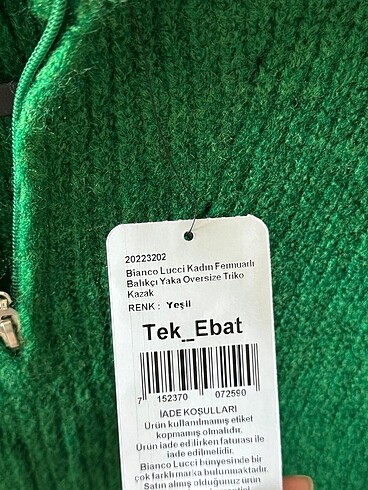 20223202
Bianco Lucci Kadın Fermuarlı
Balıkçı Yaka Oversize Triko
Kazak
RENK : Yeşil
Tek_Ebat
7 152370 072590
İADE KOŞULLARI
Ürün kullanılmamış etiket
kopmamış olmalıdır.
Ürün iade edilirken faturası ile
iade edilmelidir.
Bianco Lucci bünyesinde bir
çok farklı marka bulunmaktadır.
Satın almış olduğunuz ürün